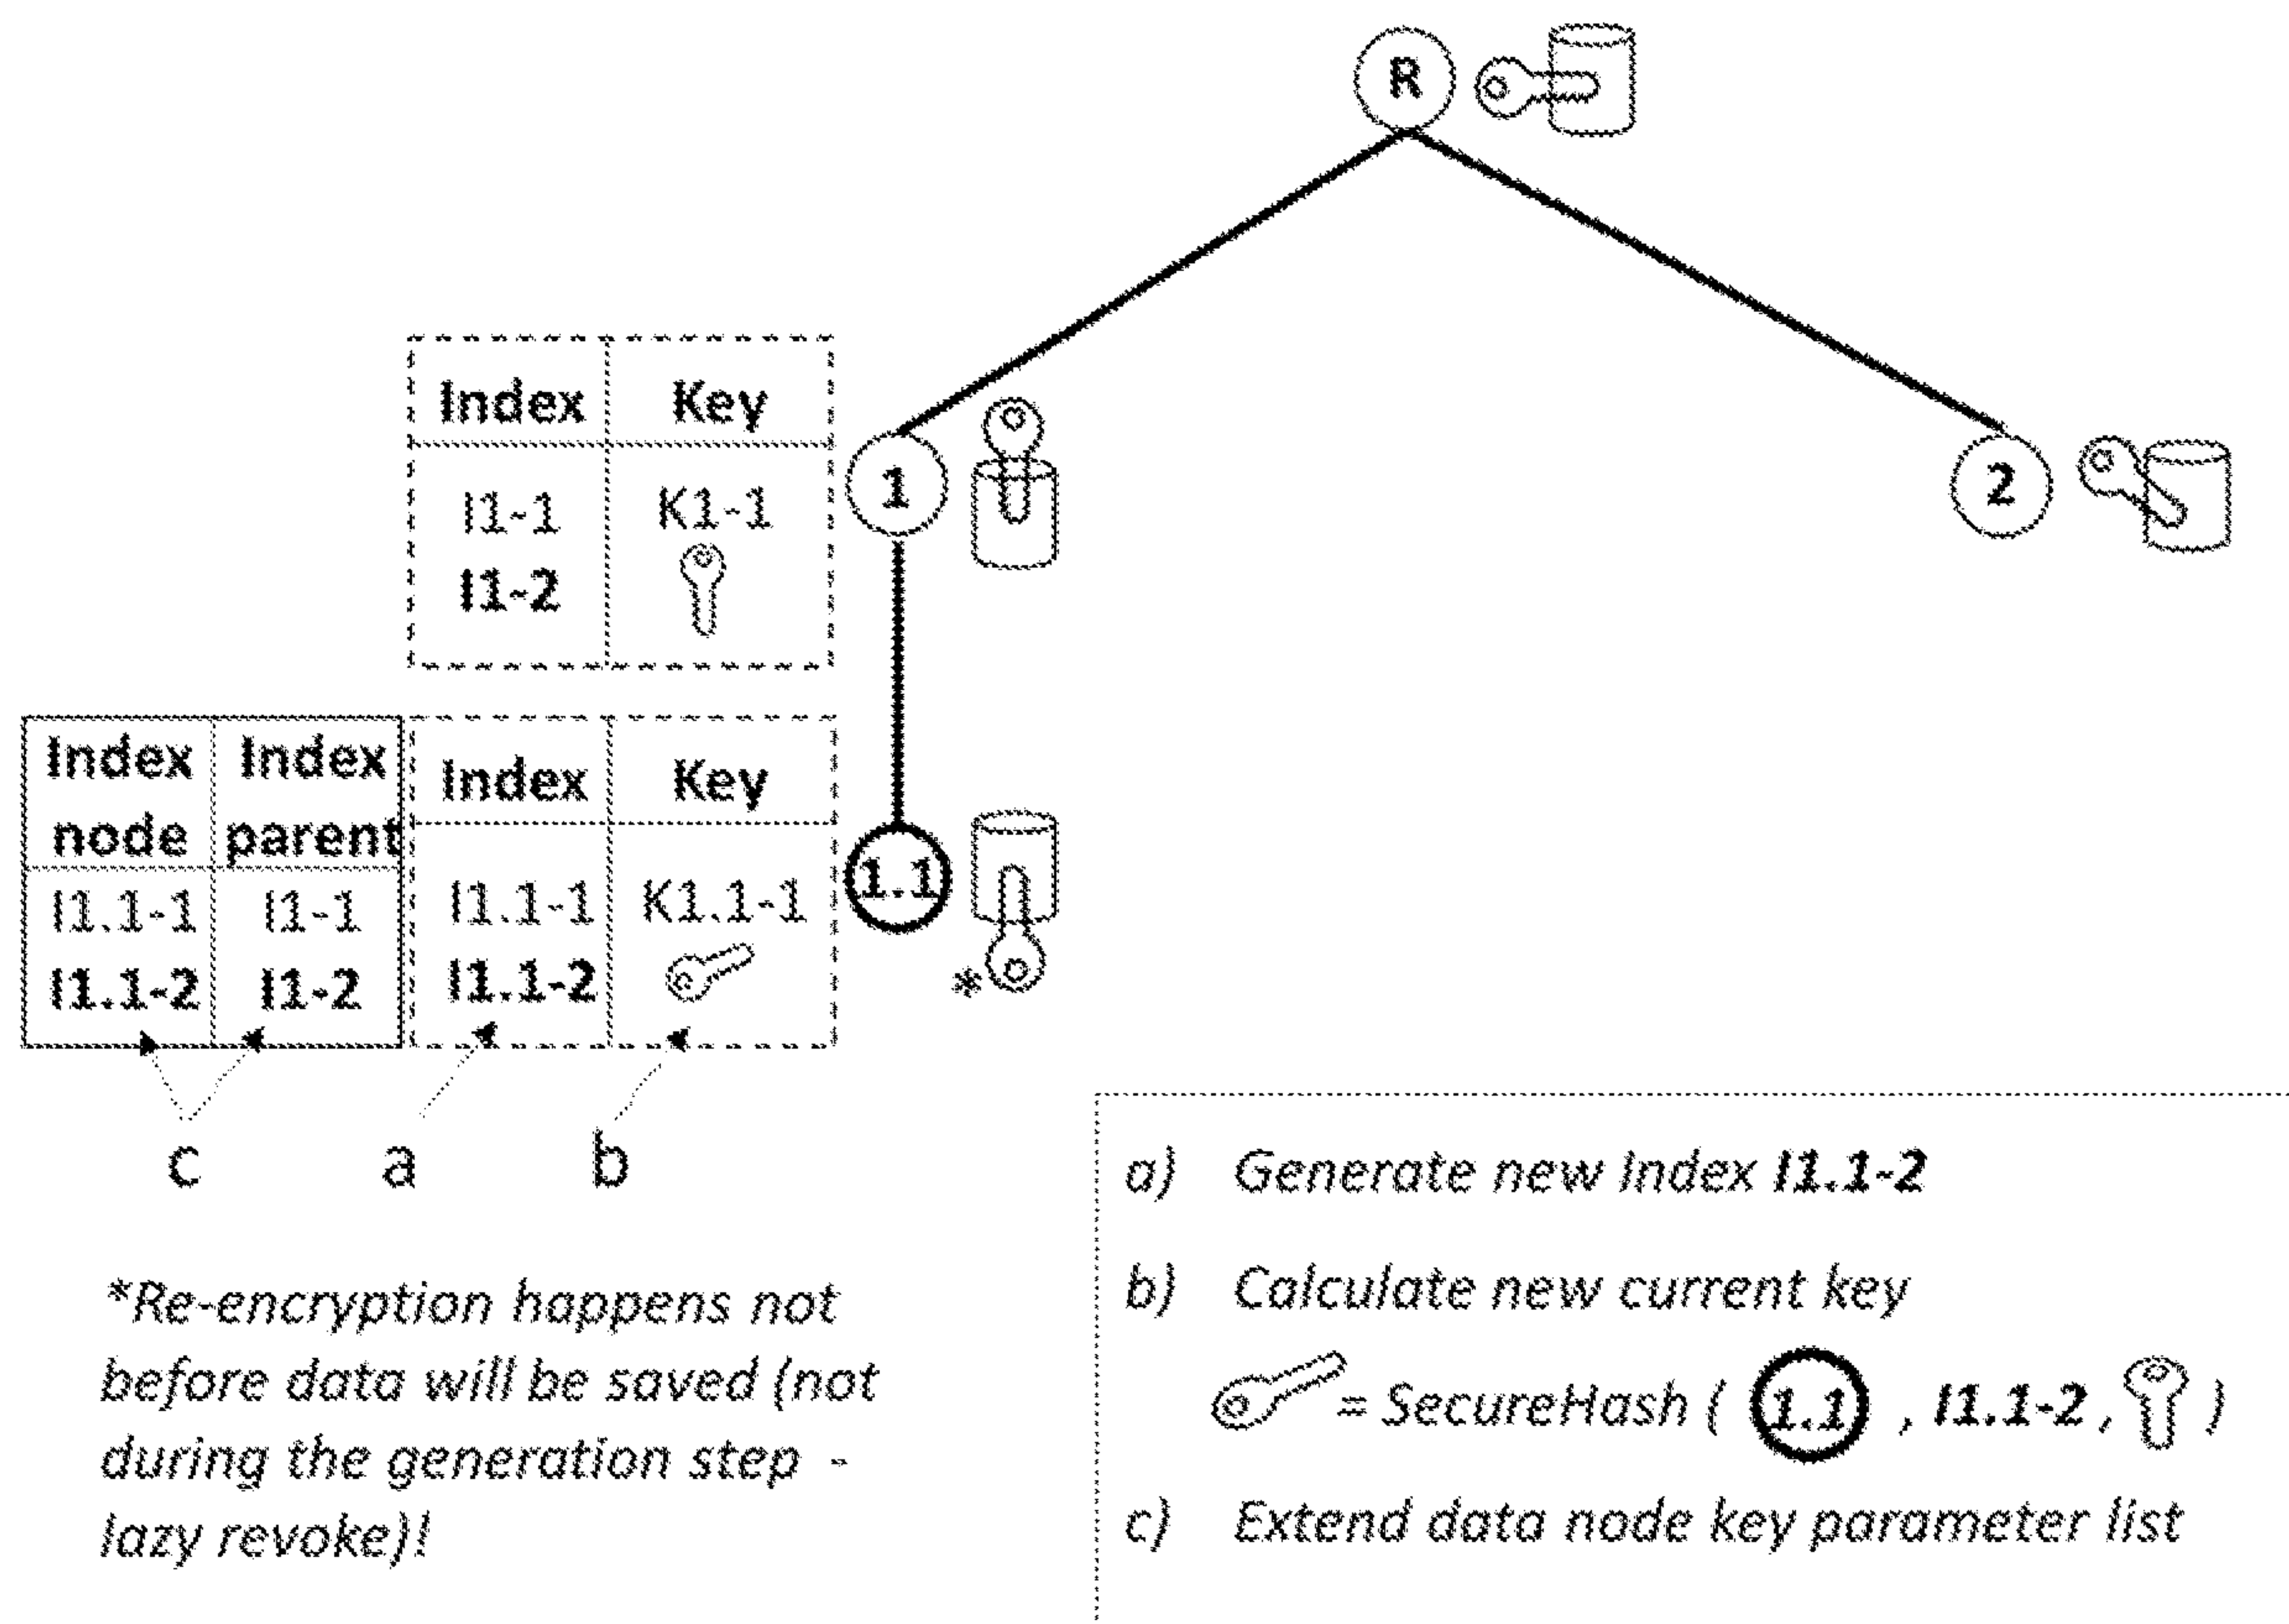 R
Index Key
I1-1 K1-1
I1-2
1
2
Index node Index parent
I1.1-1 I1-1
I1.1-2 I1-2
Index Key
I1.1-1 K1.1-1
I1.1-2
1.1
*
c a b
*Re-encryption happens not
before data will be saved (not
during the generation step -
lazy revoke)!
a) Generate new Index I1.1-2
b) Calculate new current key
= SecureHash ( 1.1 , I1.1-2 , )
c) Extend data node key parameter list